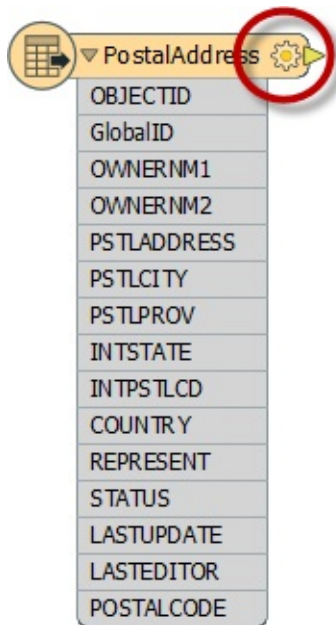 PostalAddress
OBJECTID
GlobalID
OWNERNM1
OWNERNM2
PSTLADDRESS
PSTLCITY
PSTLPROV
INTSTATE
INTPSTLCD
COUNTRY
REPRESENT
STATUS
LASTUPDATE
LASTEDITOR
POSTALCODE